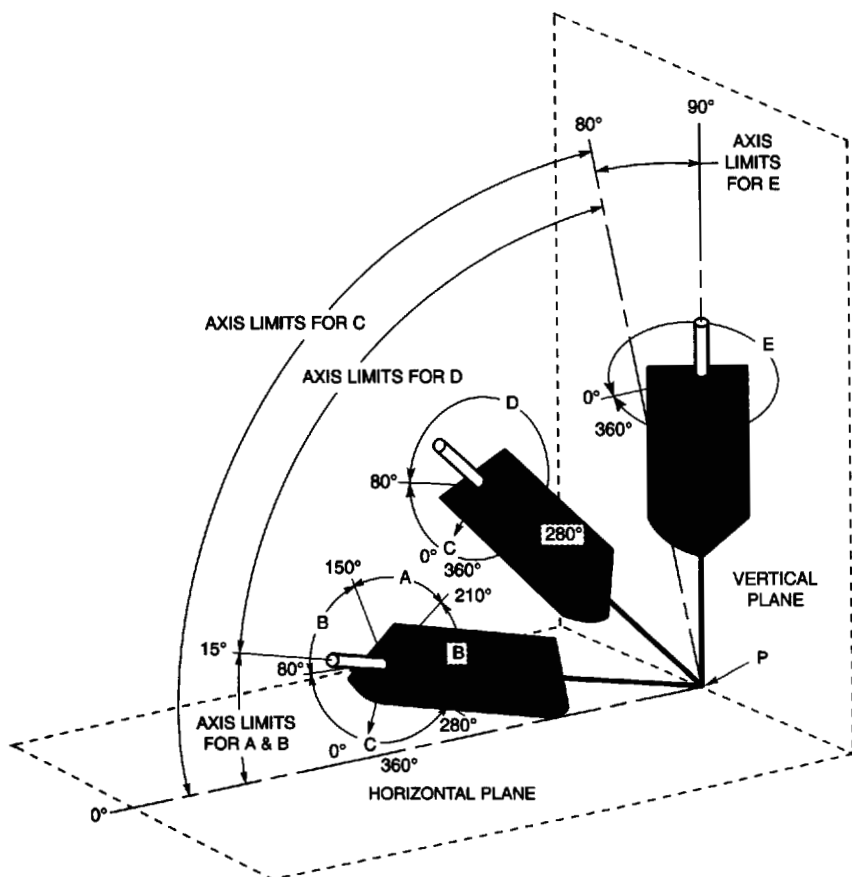 90°
80°
AXIS
LIMITS
FOR E
AXIS LIMITS FOR C
E
AXIS LIMITS FOR D
0°
360°
D
80°
280°
C
0°
360°
150°
A
210°
B
B
15°
80°
VERTICAL
PLANE
P
AXIS LIMITS
FOR A & B
280°
C
0°
360°
HORIZONTAL PLANE
0°